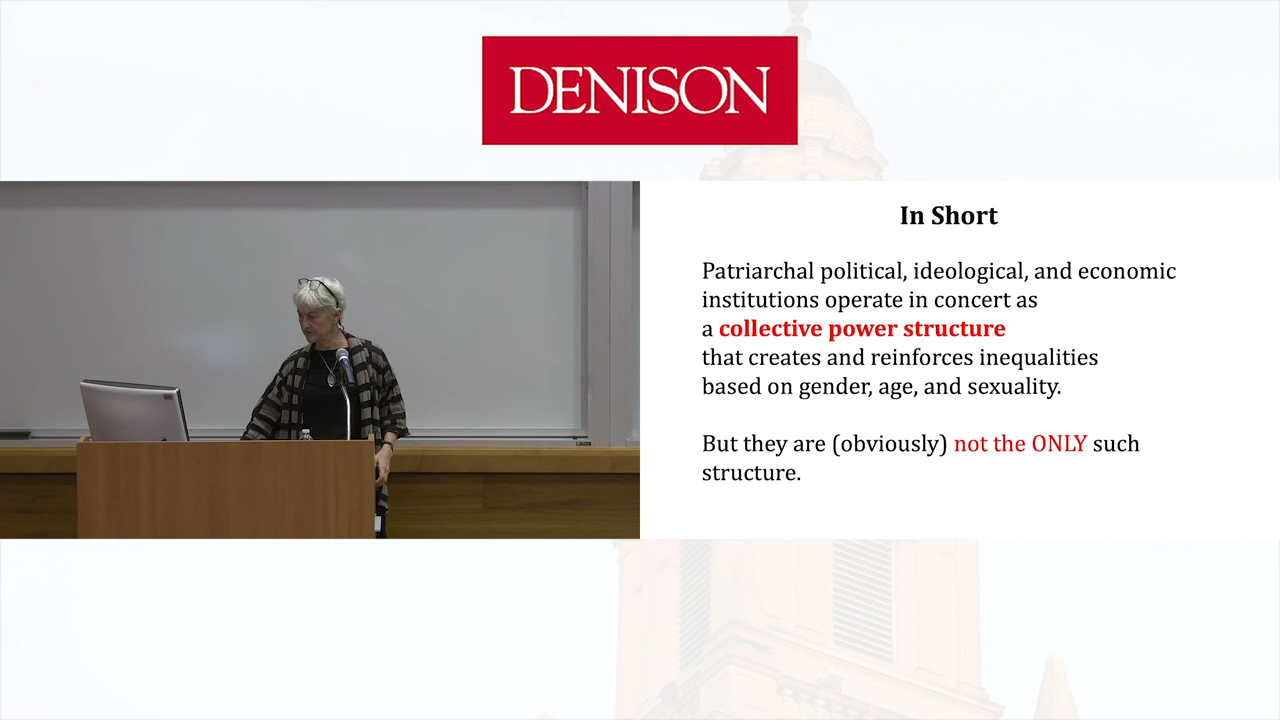 DENISON
In Short
Patriarchal political, ideological, and economic
institutions operate in concert as
a collective power structure
that creates and reinforces inequalities
based on gender, age, and sexuality.
But they are (obviously) not the ONLY such
structure.